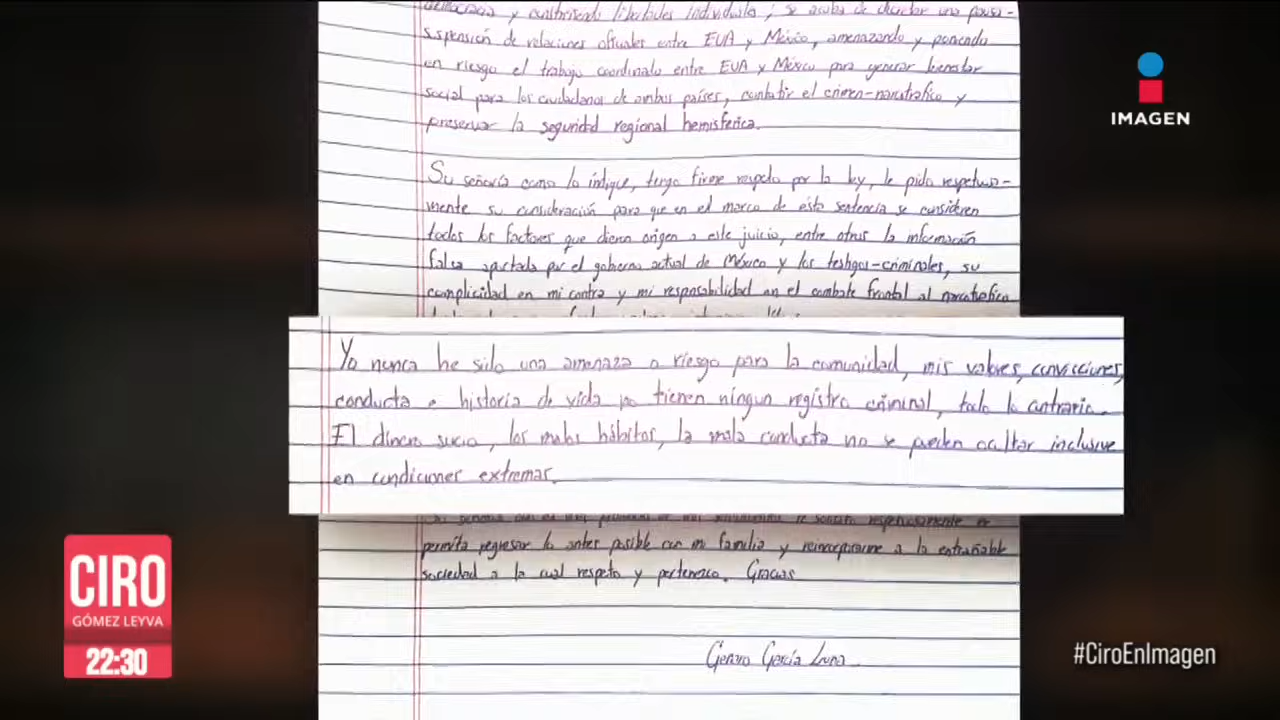 democracia y constriñendo libertades individuales; se acaba de decretar una pausa-
suspensión de relaciones oficiales entre EUA y México, amenazando y poniendo
en riesgo el trabajo coordinado entre EUA y México para generar bienestar
social para los ciudadanos de ambos países, combatir el crimen-narcotrafico y
preservar la seguridad regional hemisferica.
Su señoría como lo indique, tengo firme respeto por la ley, le pido respetuosa-
mente su consideración para que en el marco de esta sentencia se consideren
todos los factores que dieron origen a este juicio, entre otros la información
falsa aportada por el gobierno actual de México y los testigos-criminales, su
complicidad en mi contra y mi responsabilidad en el combate frontal al narcotrafico
Yo nunca he sido una amenaza o riesgo para la comunidad, mis valores, convicciones,
conducta e historia de vida no tienen ningun registro criminal, todo lo contrario.
El dinero sucio, los malos hábitos, la mala conducta no se pueden ocultar inclusive
en condiciones extremas.
permita regresar lo antes posible con mi familia y reincorporarme a la entrañable
sociedad a la cual respeto y pertenezco. Gracias
Genaro García Luna
IMAGEN
CIRO
GÓMEZ LEYVA
22:30
#CiroEnImagen